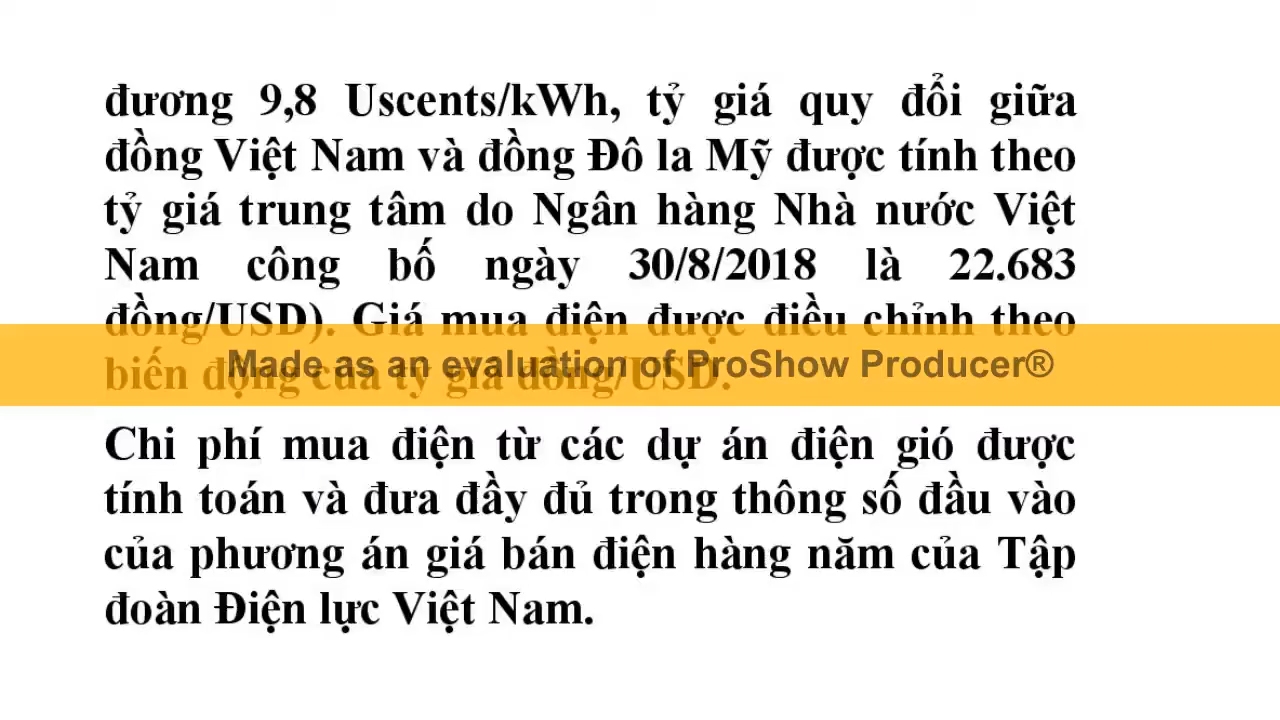 đương 9,8 Uscents/kWh, tỷ giá quy đổi giữa
đồng Việt Nam và đồng Đô la Mỹ được tính theo
tỷ giá trung tâm do Ngân hàng Nhà nước Việt
Nam công bố ngày 30/8/2018 là 22.683
đồng/USD). Giá mua điện được điều chỉnh theo
biến động của tỷ giá đồng/USD.
Made as an evaluation of ProShow Producer®
Chi phí mua điện từ các dự án điện gió được
tính toán và đưa đầy đủ trong thông số đầu vào
của phương án giá bán điện hàng năm của Tập
đoàn Điện lực Việt Nam.